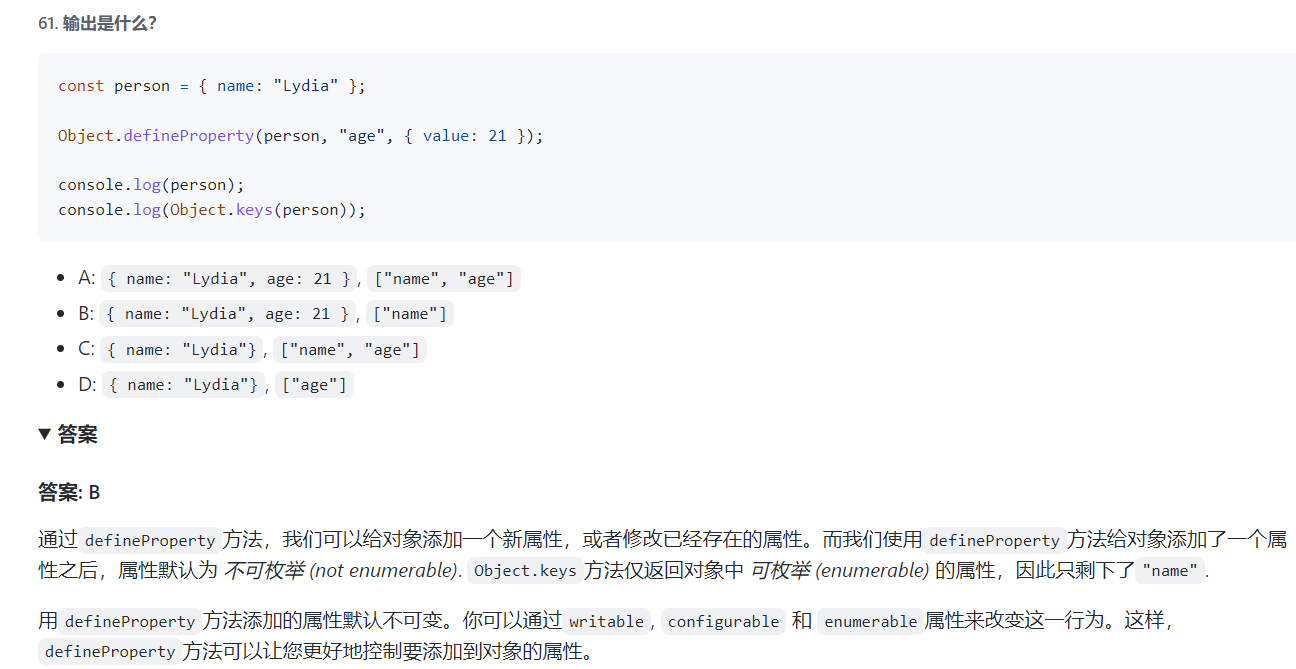 61. 输出是什么?
const person = { name: "Lydia" };
Object.defineProperty(person, "age", { value: 21 });
console.log(person);
console.log(Object.keys(person));
A: { name: "Lydia", age: 21 }, ["name", "age"]
B: { name: "Lydia", age: 21 }, ["name"]
C: { name: "Lydia"}, ["name", "age"]
D: { name: "Lydia"}, ["age"]
▼ 答案
答案: B
通过 defineProperty 方法，我们可以给对象添加一个新属性，或者修改已经存在的属性。而我们使用 defineProperty 方法给对象添加了一个属
性之后，属性默认为 不可枚举 (not enumerable). Object.keys 方法仅返回对象中 可枚举 (enumerable) 的属性，因此只剩下了 "name".
用 defineProperty 方法添加的属性默认不可变。你可以通过 writable, configurable 和 enumerable 属性来改变这一行为。这样，
defineProperty 方法可以让您更好地控制要添加到对象的属性。